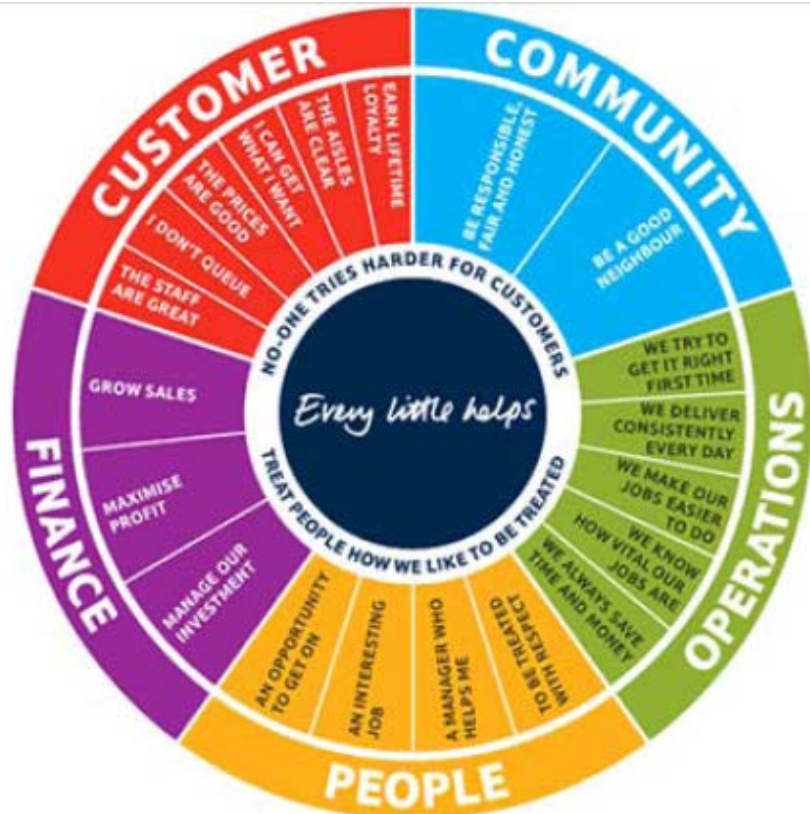 CUSTOMER
EARN LIFETIME
LOYALTY
THE AISLES
ARE CLEAR
I CAN GET
WHAT I WANT
THE PRICES
ARE GOOD
I DON'T QUEUE
THE STAFF
ARE GREAT
COMMUNITY
BE RESPONSIBLE,
FAIR AND HONEST
BE A GOOD
NEIGHBOUR
OPERATIONS
WE TRY TO
GET IT RIGHT
FIRST TIME
WE DELIVER
CONSISTENTLY
EVERY DAY
WE MAKE OUR
JOBS EASIER
TO DO
WE KNOW
HOW VITAL OUR
JOBS ARE
WE ALWAYS SAVE
TIME AND MONEY
PEOPLE
TO BE TREATED
WITH RESPECT
A MANAGER WHO
HELPS ME
AN INTERESTING
JOB
AN OPPORTUNITY
TO GET ON
FINANCE
MANAGE OUR
INVESTMENT
MAXIMISE
PROFIT
GROW SALES
NO-ONE TRIES HARDER FOR CUSTOMERS
Every little helps
TREAT PEOPLE HOW WE LIKE TO BE TREATED